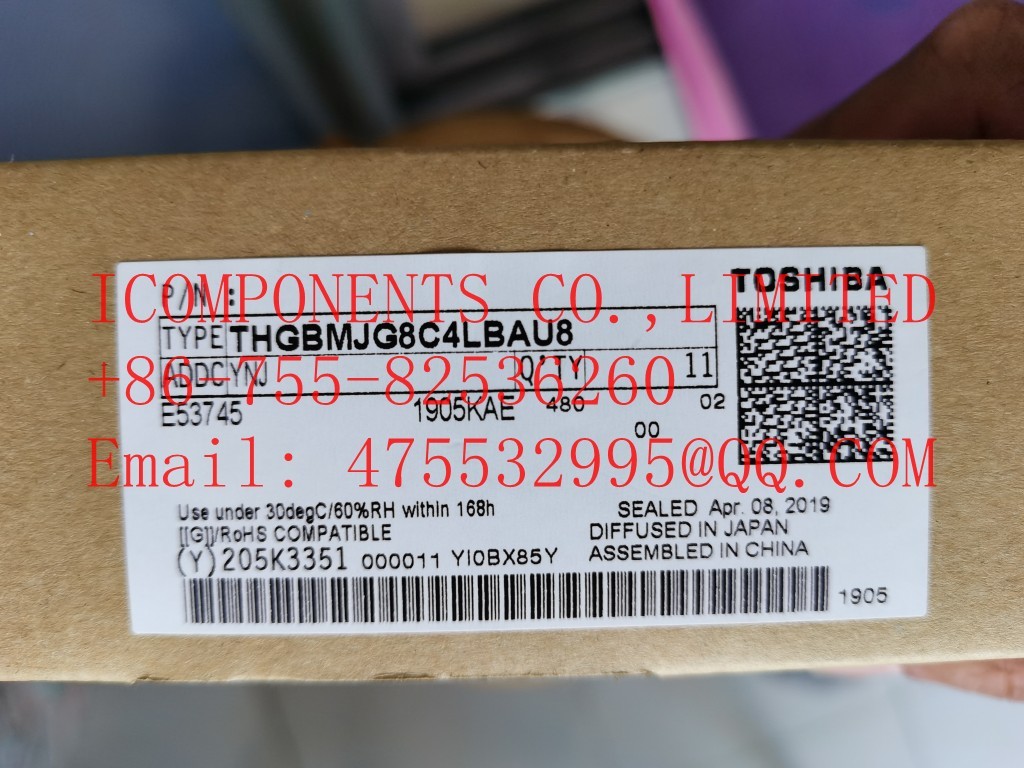 TOSHIBA
P/N :
ICOMPONENTS CO.,LIMITED
TYPE THGBMJG8C4LBAU8
ADDC YNJ Q'TY 11
+86-755-82536260
E53745 1905KAE 480 02
00
Email: 475532995@QQ.COM
Use under 30degC/60%RH within 168h SEALED Apr. 08, 2019
[[G]]/RoHS COMPATIBLE DIFFUSED IN JAPAN
(Y)205K3351 000011 YI0BX85Y ASSEMBLED IN CHINA
1905